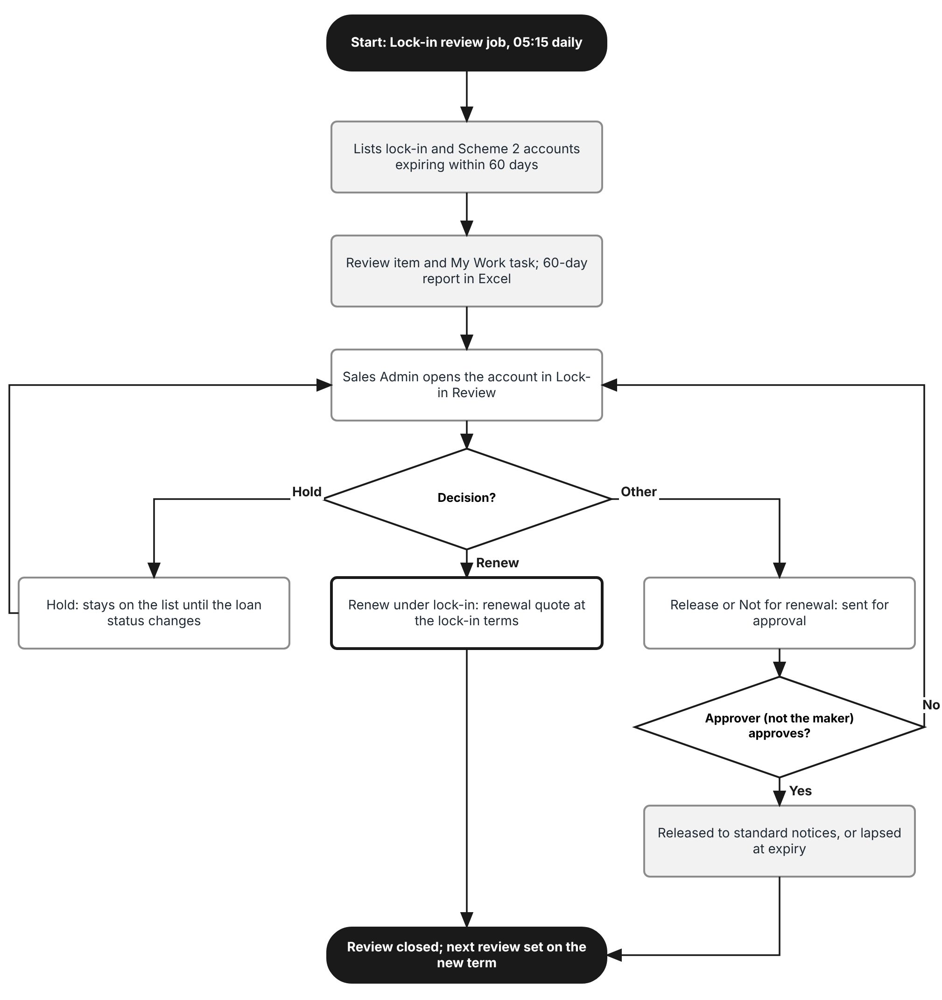 Start: Lock-in review job, 05:15 daily
Lists lock-in and Scheme 2 accounts
expiring within 60 days
Review item and My Work task; 60-day
report in Excel
Sales Admin opens the account in Lock-
in Review
Decision?
Hold
Other
Renew
Hold: stays on the list until the loan
status changes
Renew under lock-in: renewal quote at
the lock-in terms
Release or Not for renewal: sent for
approval
No
Approver (not the maker)
approves?
Yes
Released to standard notices, or lapsed
at expiry
Review closed; next review set on the
new term